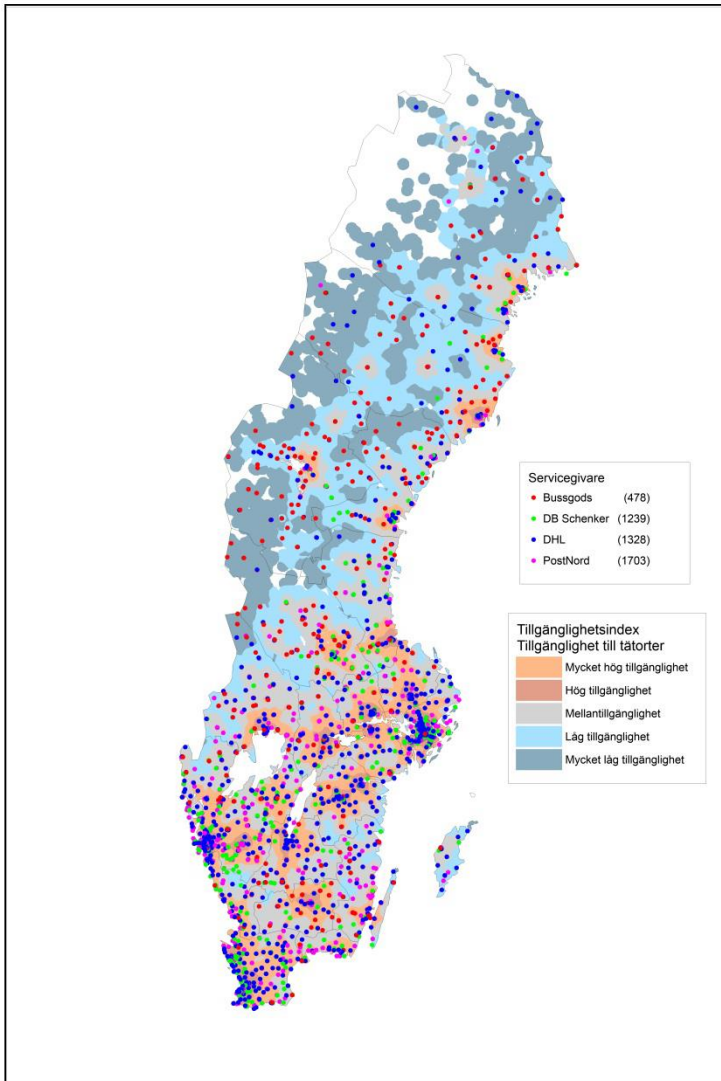 Servicegivare
Bussgods (478)
DB Schenker (1239)
DHL (1328)
PostNord (1703)
Tillgänglighetsindex
Tillgänglighet till tätorter
Mycket hög tillgänglighet
Hög tillgänglighet
Mellantillgänglighet
Låg tillgänglighet
Mycket låg tillgänglighet